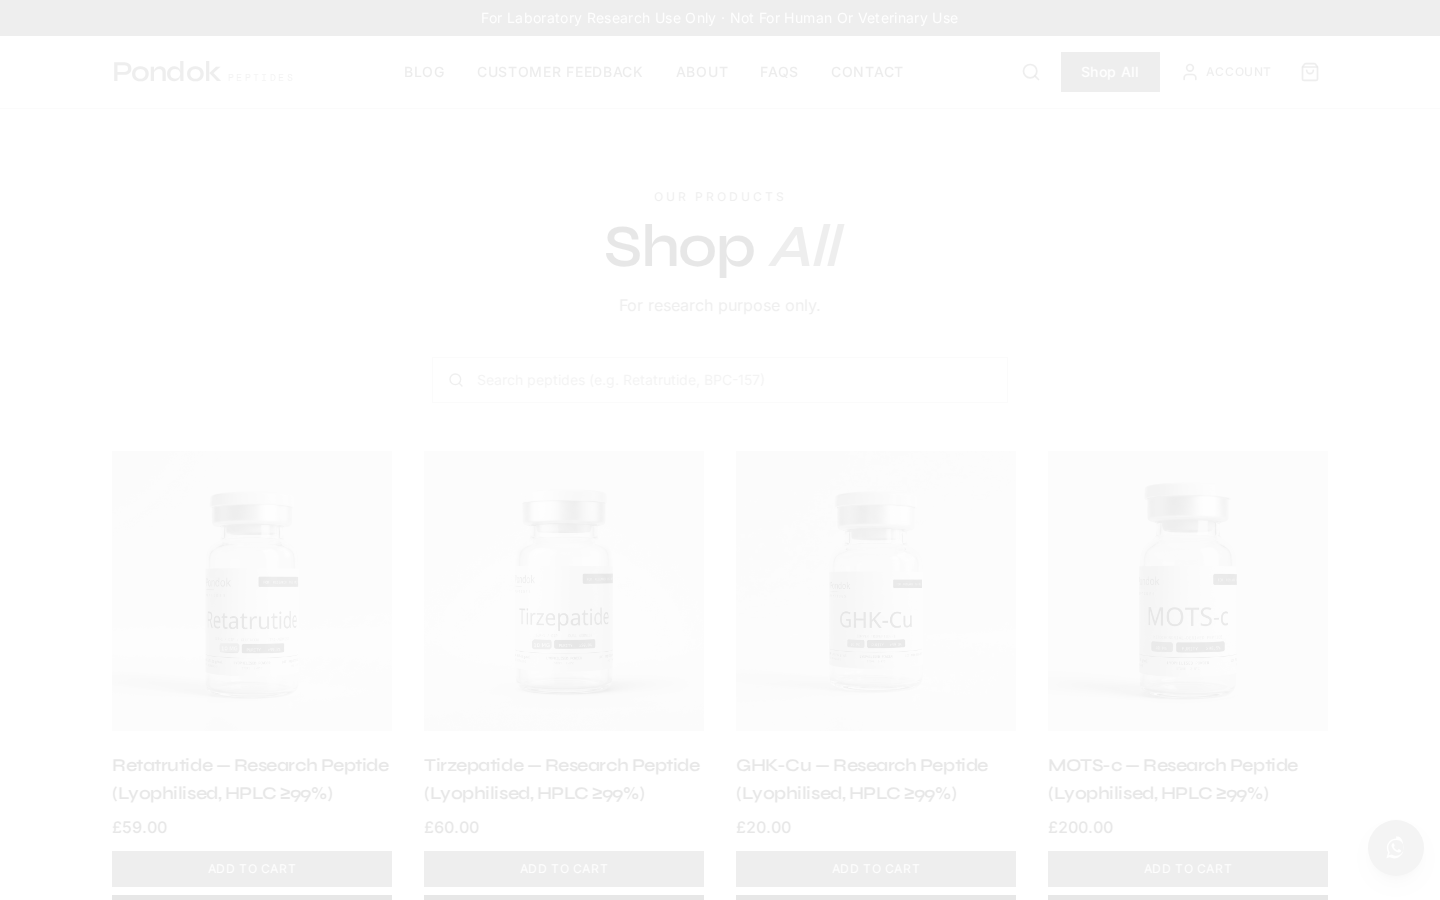 For Laboratory Research Use Only · Not For Human Or Veterinary Use
Pondok PEPTIDES
BLOG
CUSTOMER FEEDBACK
ABOUT
FAQS
CONTACT
Shop All
ACCOUNT
OUR PRODUCTS
Shop All
For research purpose only.
Search peptides (e.g. Retatrutide, BPC-157)
Retatrutide
Tirzepatide
GHK-Cu
MOTS-c
Retatrutide — Research Peptide
(Lyophilised, HPLC ≥99%)
£59.00
ADD TO CART
Tirzepatide — Research Peptide
(Lyophilised, HPLC ≥99%)
£60.00
ADD TO CART
GHK-Cu — Research Peptide
(Lyophilised, HPLC ≥99%)
£20.00
ADD TO CART
MOTS-c — Research Peptide
(Lyophilised, HPLC ≥99%)
£200.00
ADD TO CART